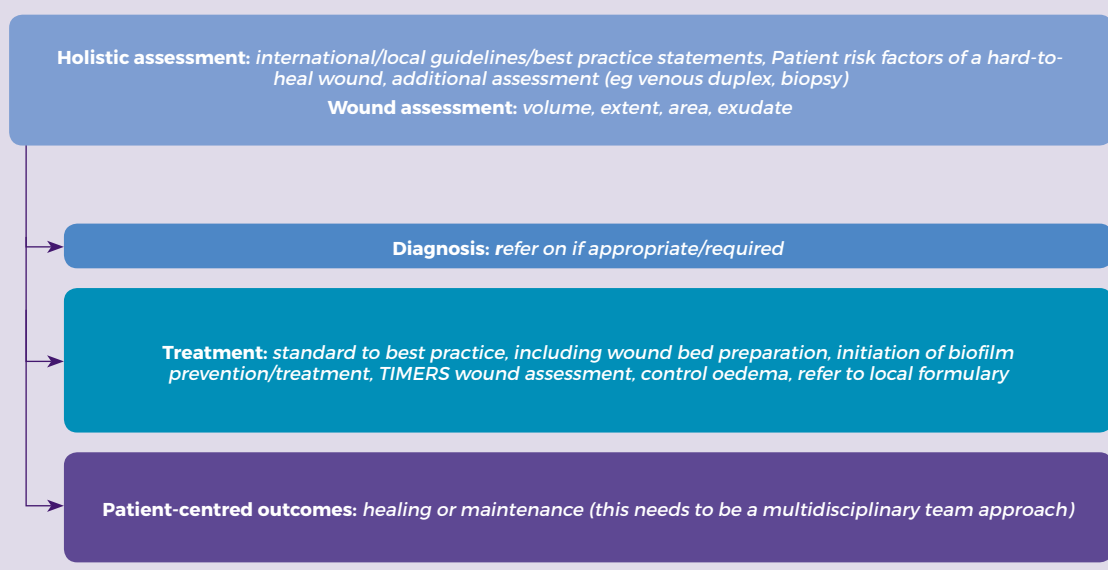 Holistic assessment: international/local guidelines/best practice statements, Patient risk factors of a hard-to-
heal wound, additional assessment (eg venous duplex, biopsy)
Wound assessment: volume, extent, area, exudate
Diagnosis: refer on if appropriate/required
Treatment: standard to best practice, including wound bed preparation, initiation of biofilm
prevention/treatment, TIMERS wound assessment, control oedema, refer to local formulary
Patient-centred outcomes: healing or maintenance (this needs to be a multidisciplinary team approach)